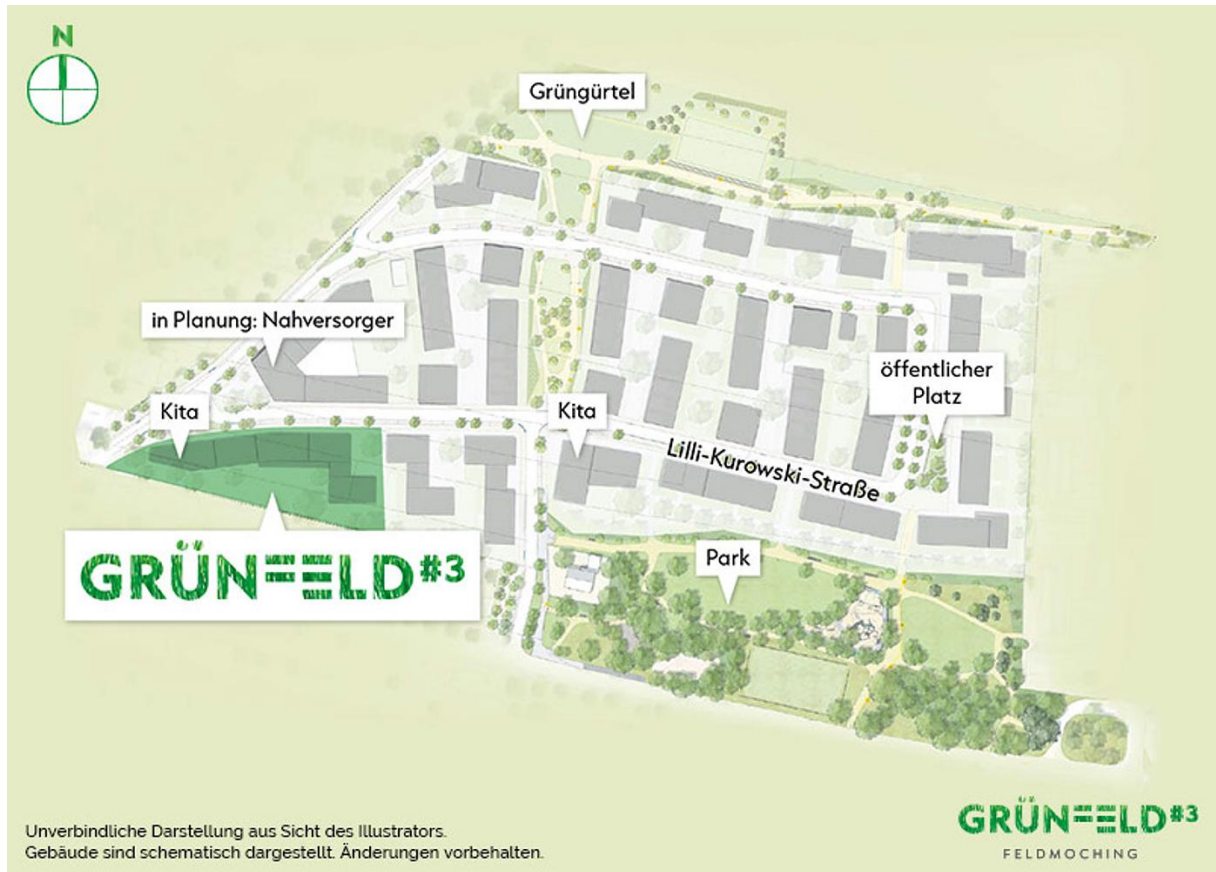 N
Grüngürtel
in Planung: Nahversorger
öffentlicher
Platz
Kita
Kita
Lilli-Kurowski-Straße
GRÜNFELD#3
Park
Unverbindliche Darstellung aus Sicht des Illustrators.
Gebäude sind schematisch dargestellt. Änderungen vorbehalten.
GRÜNFELD#3
FELDMOCHING